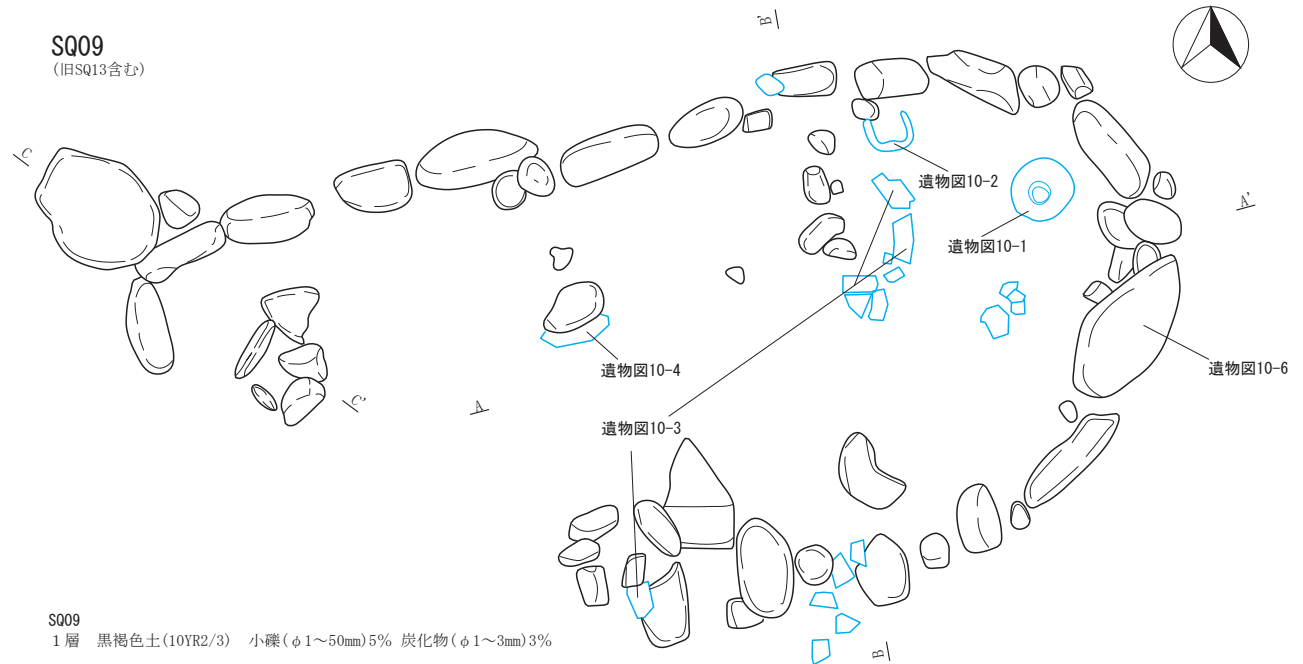 SQ09
(旧SQ13含む)
B'
C
A'
遺物図10-2
遺物図10-1
遺物図10-4
遺物図10-6
C'
A
遺物図10-3
B
SQ09
1層 黒褐色土(10YR2/3) 小礫(φ1～50mm)5% 炭化物(φ1～3mm)3%